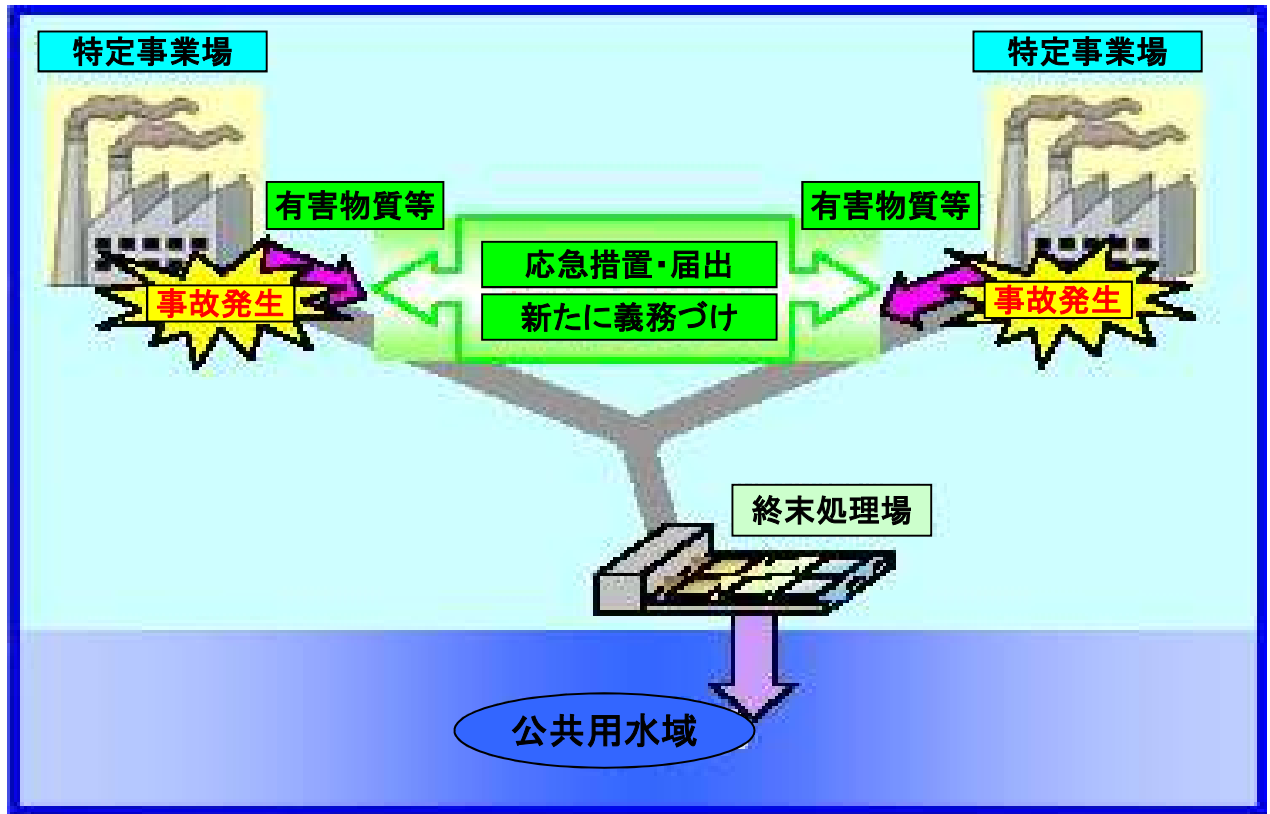 特定事業場
特定事業場
有害物質等
有害物質等
応急措置・届出
新たに義務づけ
事故発生
事故発生
終末処理場
公共用水域